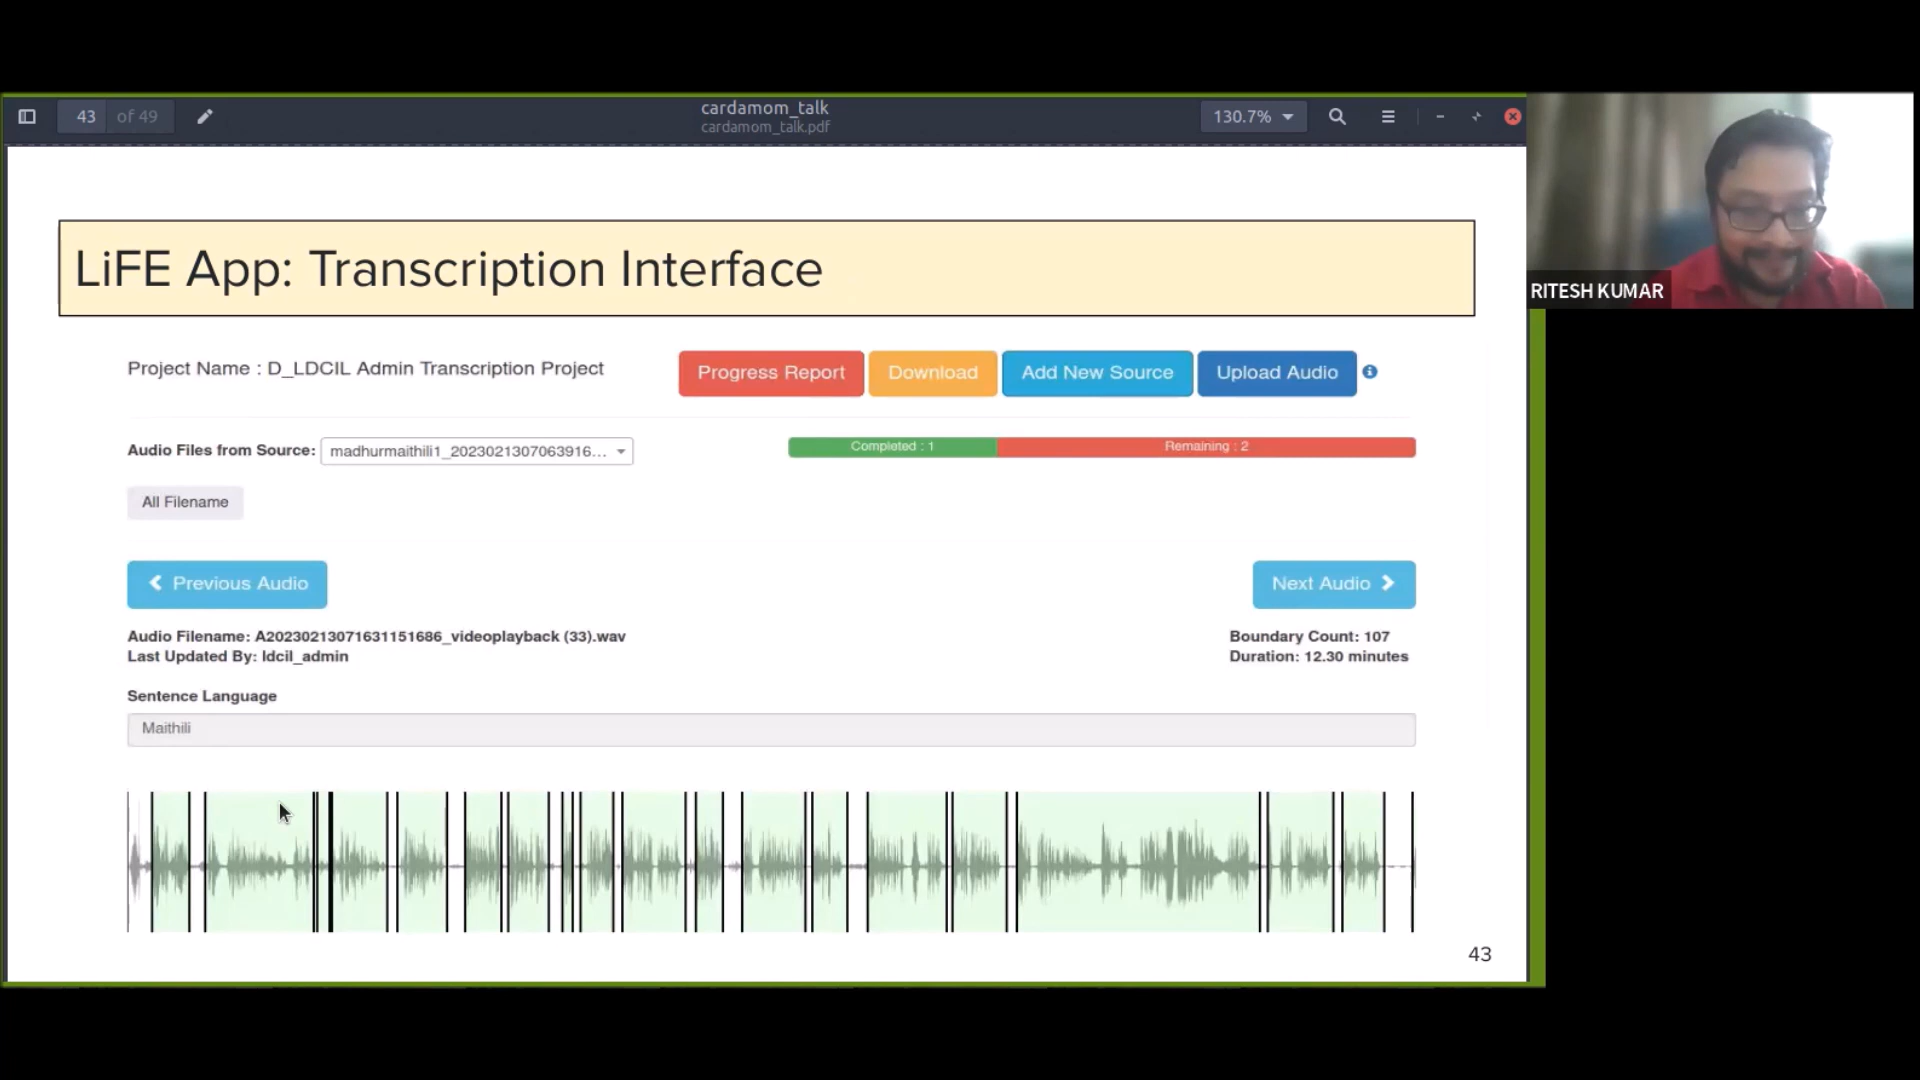 43 of 49
cardamom_talk
cardamom_talk.pdf
130.7%
RITESH KUMAR
LiFE App: Transcription Interface
Project Name : D_LDCIL Admin Transcription Project
Progress Report
Download
Add New Source
Upload Audio
Audio Files from Source: madhurmaithili1_2023021307063916...
Completed : 1
Remaining : 2
All Filename
Previous Audio
Next Audio
Audio Filename: A20230213071631151686_videoplayback (33).wav
Boundary Count: 107
Last Updated By: ldcil_admin
Duration: 12.30 minutes
Sentence Language
Maithili
43